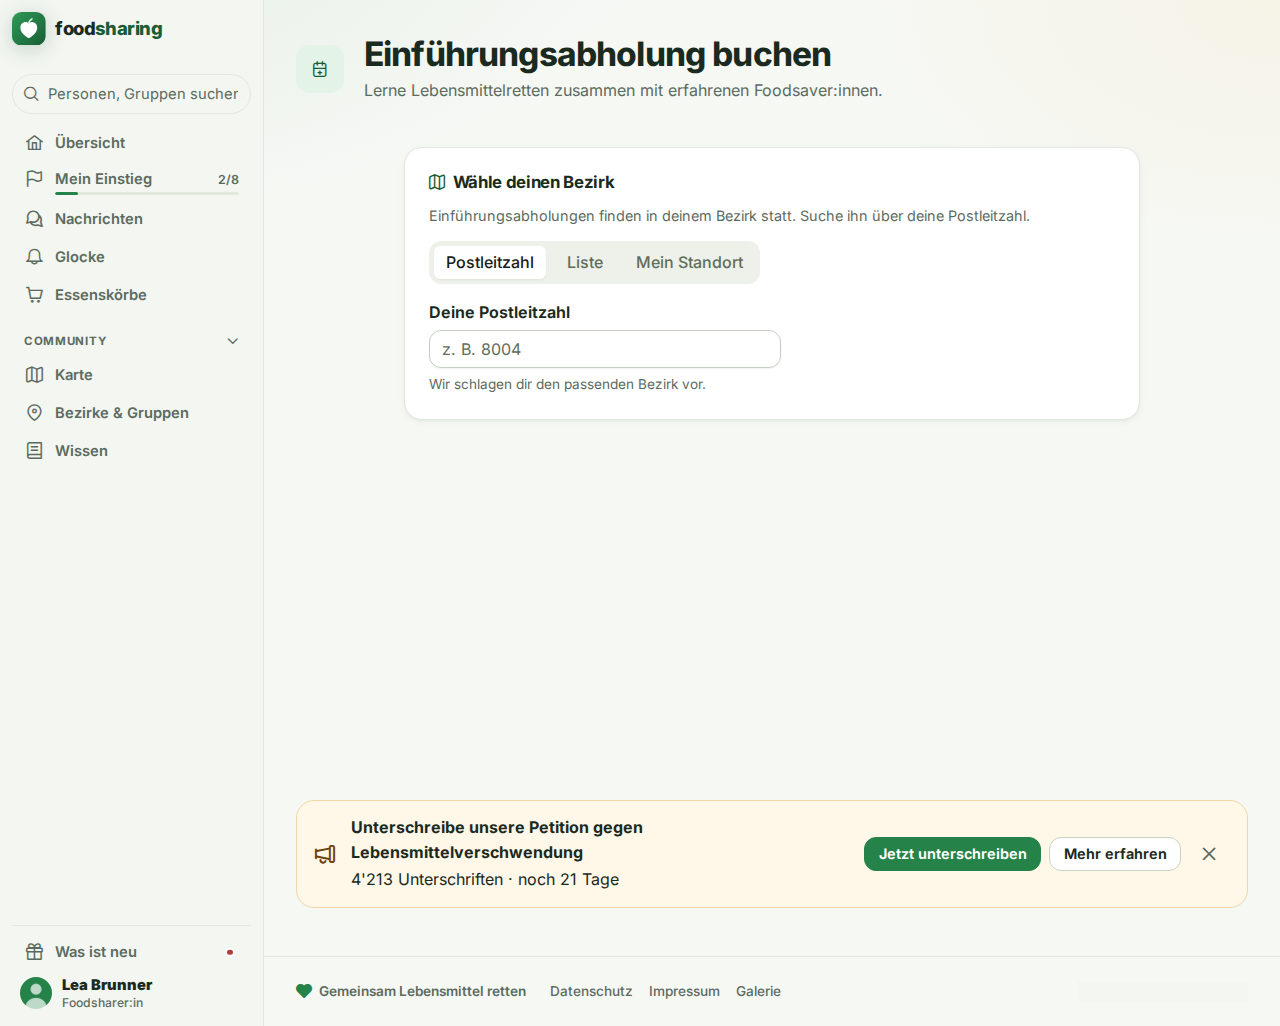 foodsharing
Personen, Gruppen sucher
Übersicht
Mein Einstieg 2/8
Nachrichten
Glocke
Essenskörbe
COMMUNITY
Karte
Bezirke & Gruppen
Wissen
Was ist neu
Lea Brunner
Foodsharer:in
Einführungsabholung buchen
Lerne Lebensmittelretten zusammen mit erfahrenen Foodsaver:innen.
Wähle deinen Bezirk
Einführungsabholungen finden in deinem Bezirk statt. Suche ihn über deine Postleitzahl.
Postleitzahl Liste Mein Standort
Deine Postleitzahl
z. B. 8004
Wir schlagen dir den passenden Bezirk vor.
Unterschreibe unsere Petition gegen
Lebensmittelverschwendung
4'213 Unterschriften · noch 21 Tage
Jetzt unterschreiben Mehr erfahren
Gemeinsam Lebensmittel retten Datenschutz Impressum Galerie